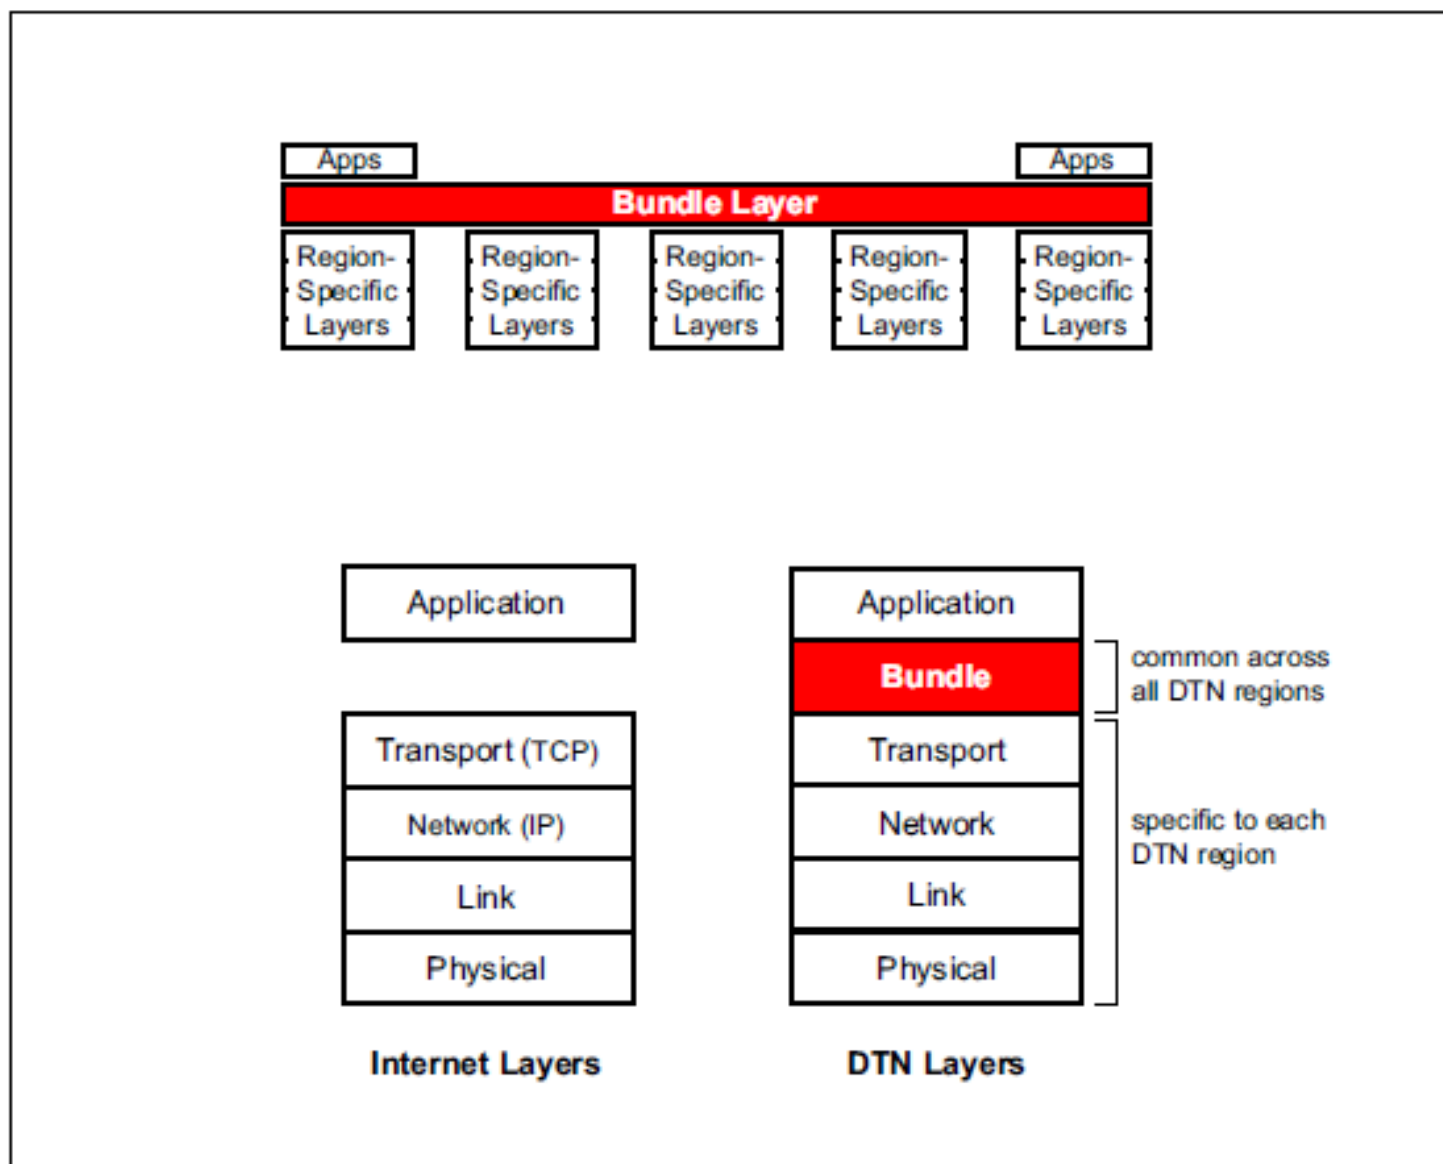 Apps
Apps
Bundle Layer
Region-
Specific
Layers
Region-
Specific
Layers
Region-
Specific
Layers
Region-
Specific
Layers
Region-
Specific
Layers
Application
Transport (TCP)
Network (IP)
Link
Physical
Internet Layers
Application
Bundle
Transport
Network
Link
Physical
DTN Layers
common across
all DTN regions
specific to each
DTN region